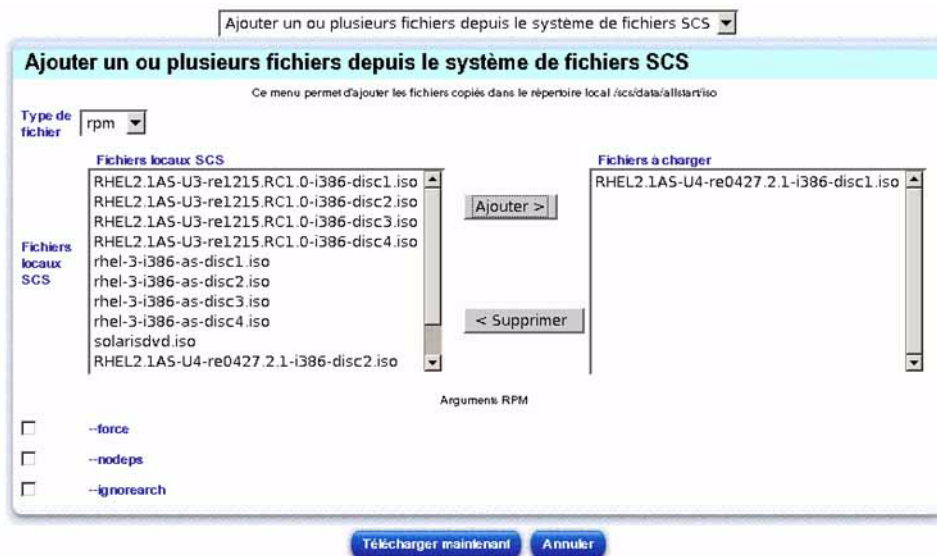 Ajouter un ou plusieurs fichiers depuis le système de fichiers SCS
Ajouter un ou plusieurs fichiers depuis le système de fichiers SCS
Ce menu permet d'ajouter les fichiers copiés dans le répertoire local /scs/data/allstart/iso
Type de fichier
rpm
Fichiers locaux SCS
Fichiers locaux SCS
RHEL2.1AS-U3-re1215.RC1.0-i386-disc1.iso
RHEL2.1AS-U3-re1215.RC1.0-i386-disc2.iso
RHEL2.1AS-U3-re1215.RC1.0-i386-disc3.iso
RHEL2.1AS-U3-re1215.RC1.0-i386-disc4.iso
rhel-3-i386-as-disc1.iso
rhel-3-i386-as-disc2.iso
rhel-3-i386-as-disc3.iso
rhel-3-i386-as-disc4.iso
solarisdvd.iso
RHEL2.1AS-U4-re0427.2.1-i386-disc2.iso
Ajouter >
< Supprimer
Fichiers à charger
RHEL2.1AS-U4-re0427.2.1-i386-disc1.iso
Arguments RPM
--force
--nodeps
--ignorearch
Télécharger maintenant
Annuler